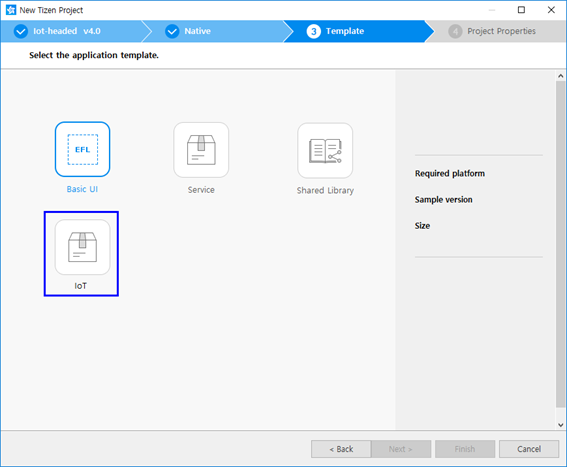 New Tizen Project
Iot-headed v4.0
Native
3 Template
4 Project Properties
Select the application template.
EFL
Basic UI
Service
Shared Library
IoT
Required platform
Sample version
Size
< Back
Next >
Finish
Cancel